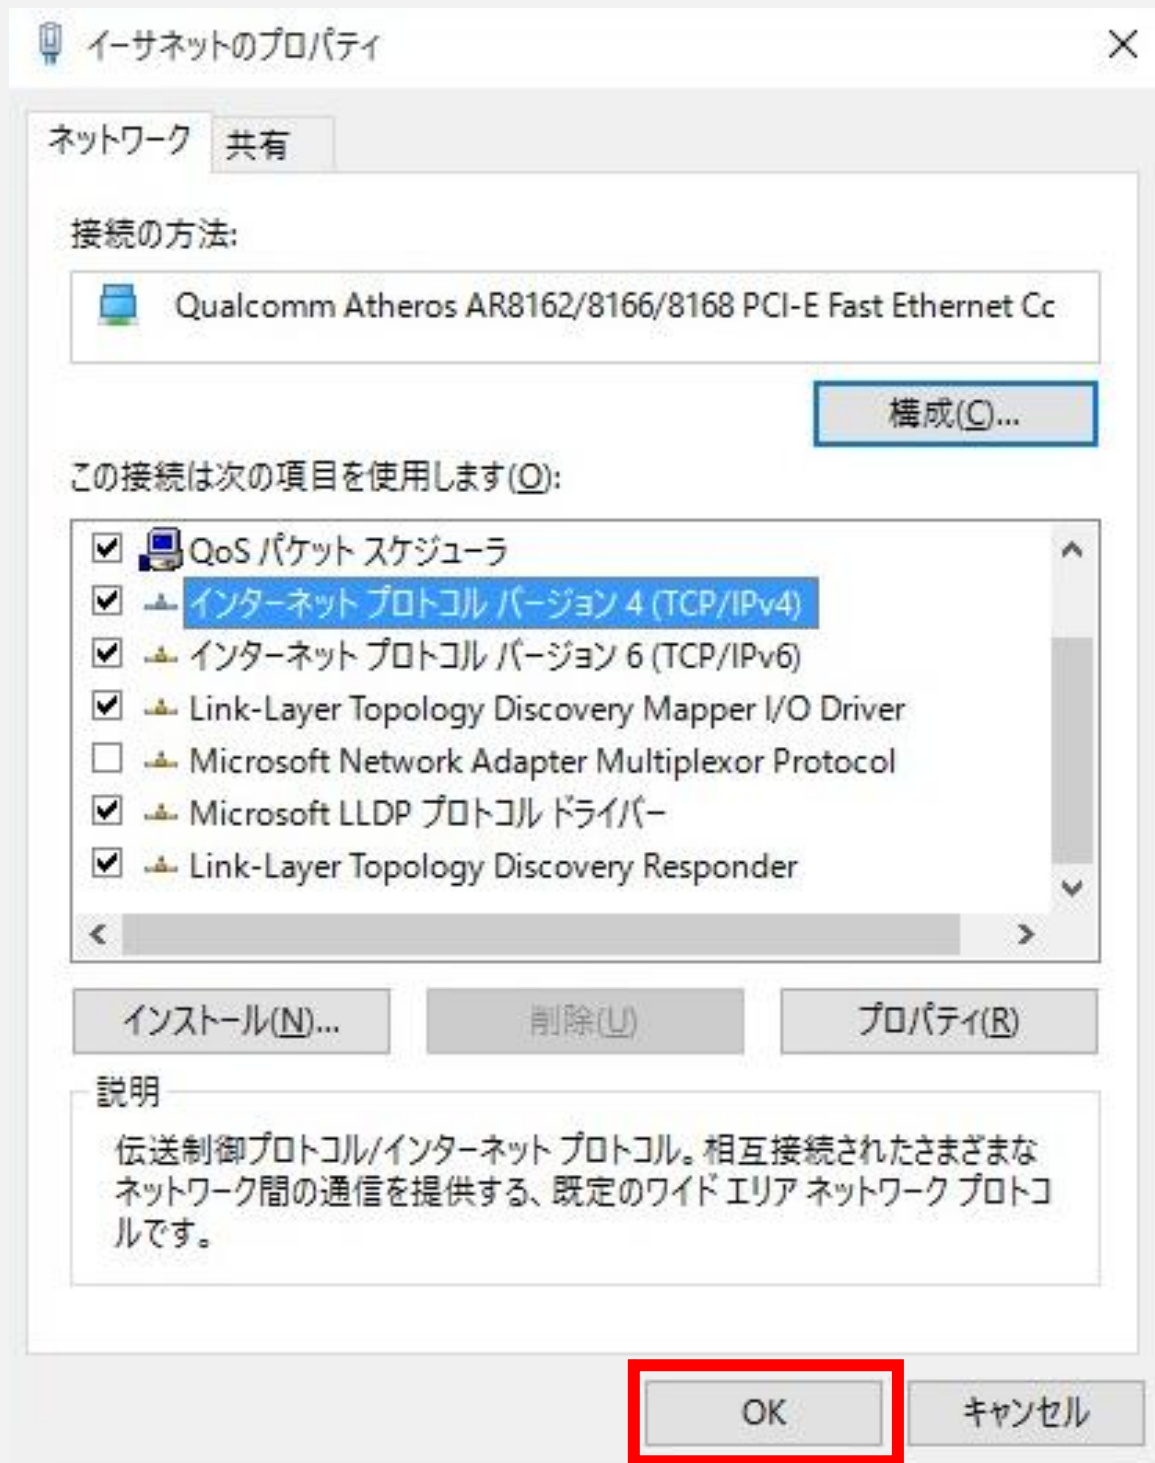 イーサネットのプロパティ
ネットワーク
共有
接続の方法:
Qualcomm Atheros AR8162/8166/8168 PCI-E Fast Ethernet Cc
構成(C)...
この接続は次の項目を使用します(O):
QoS パケット スケジューラ
インターネット プロトコル バージョン 4 (TCP/IPv4)
インターネット プロトコル バージョン 6 (TCP/IPv6)
Link-Layer Topology Discovery Mapper I/O Driver
Microsoft Network Adapter Multiplexor Protocol
Microsoft LLDP プロトコル ドライバー
Link-Layer Topology Discovery Responder
インストール(N)...
削除(U)
プロパティ(R)
説明
伝送制御プロトコル/インターネット プロトコル。相互接続されたさまざまな
ネットワーク間の通信を提供する、既定のワイド エリア ネットワーク プロトコ
ルです。
OK
キャンセル